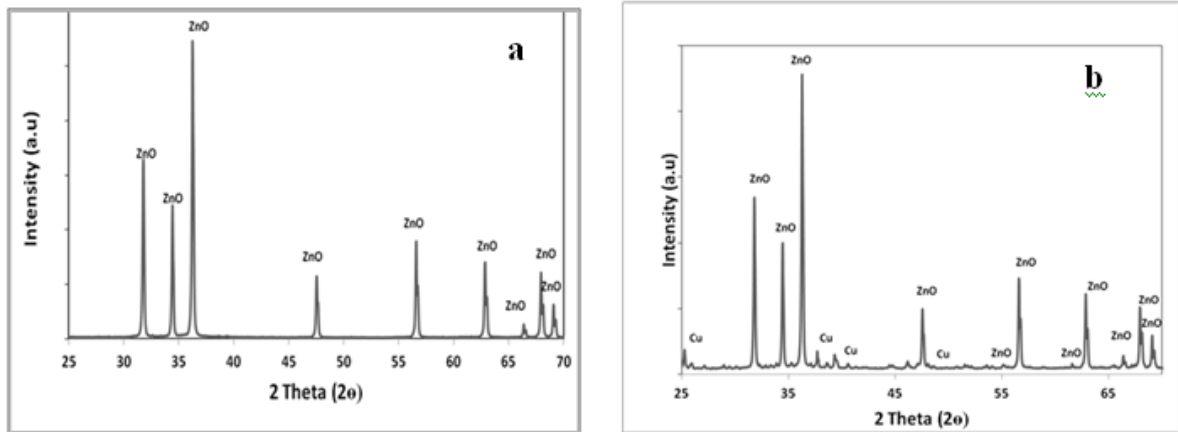 a
ZnO
ZnO
ZnO
ZnO
ZnO
ZnO
ZnO
ZnO
ZnO
Intensity (a.u)
25 30 35 40 45 50 55 60 65 70
2 Theta (2ɵ)
b
ZnO
ZnO
ZnO
Cu
Cu
Cu
ZnO
Cu
ZnO
ZnO
ZnO
ZnO
ZnO
ZnO
ZnO
Intensity (a.u)
25 35 45 55 65
2 Theta (2ɵ)